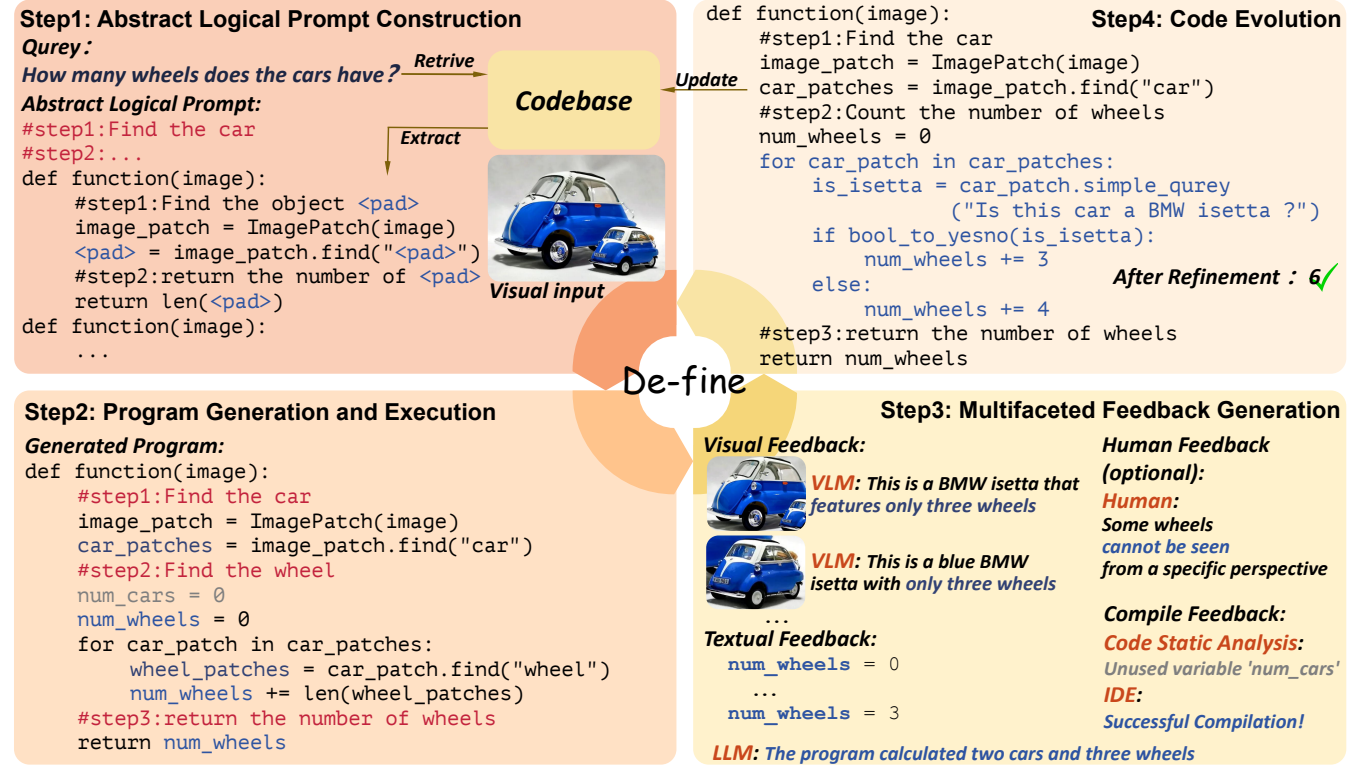 Step1: Abstract Logical Prompt Construction
Qurey：
How many wheels does the cars have？
Retrive
Codebase
Abstract Logical Prompt:
Extract
#step1:Find the car
#step2:...
def function(image):
#step1:Find the object <pad>
image_patch = ImagePatch(image)
<pad> = image_patch.find("<pad>")
#step2:return the number of <pad>
return len(<pad>)
def function(image):
...
Visual input
Update
Step4: Code Evolution
def function(image):
#step1:Find the car
image_patch = ImagePatch(image)
car_patches = image_patch.find("car")
#step2:Count the number of wheels
num_wheels = 0
for car_patch in car_patches:
is_isetta = car_patch.simple_qurey
("Is this car a BMW isetta ?")
if bool_to_yesno(is_isetta):
num_wheels += 3
else:
num_wheels += 4
#step3:return the number of wheels
return num_wheels
After Refinement： 6
De-fine
Step2: Program Generation and Execution
Generated Program:
def function(image):
#step1:Find the car
image_patch = ImagePatch(image)
car_patches = image_patch.find("car")
#step2:Find the wheel
num_cars = 0
num_wheels = 0
for car_patch in car_patches:
wheel_patches = car_patch.find("wheel")
num_wheels += len(wheel_patches)
#step3:return the number of wheels
return num_wheels
Step3: Multifaceted Feedback Generation
Visual Feedback:
VLM: This is a BMW isetta that
features only three wheels
VLM: This is a blue BMW
isetta with only three wheels
...
Textual Feedback:
num_wheels = 0
...
num_wheels = 3
LLM: The program calculated two cars and three wheels
Human Feedback
(optional):
Human:
Some wheels
cannot be seen
from a specific perspective
Compile Feedback:
Code Static Analysis:
Unused variable 'num_cars'
IDE:
Successful Compilation!